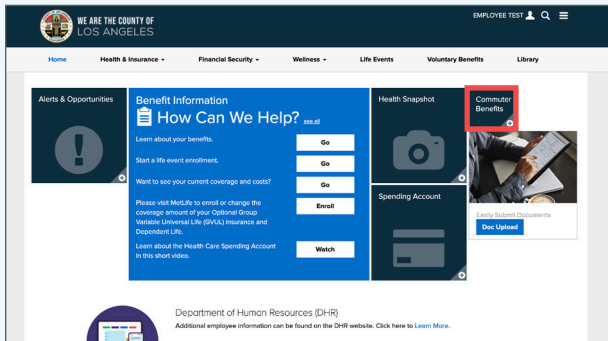 WE ARE THE COUNTY OF
LOS ANGELES
EMPLOYEE TEST
Home
Health & Insurance
Financial Security
Wellness
Life Events
Voluntary Benefits
Library
Alerts & Opportunities
Benefit Information
How Can We Help? see all
Learn about your benefits.
Go
Start a life event enrollment.
Go
Want to see your current coverage and costs?
Go
Please visit MetLife to enroll or change the
coverage amount of your Optional Group
Variable Universal Life (GVUL) insurance and
Dependent Life.
Enroll
Learn about the Health Care Spending Account
in this short video.
Watch
Health Snapshot
Spending Account
Commuter
Benefits
Easily Submit Documents
Doc Upload
Department of Human Resources (DHR)
Additional employee information can be found on the DHR website. Click here to Learn More.